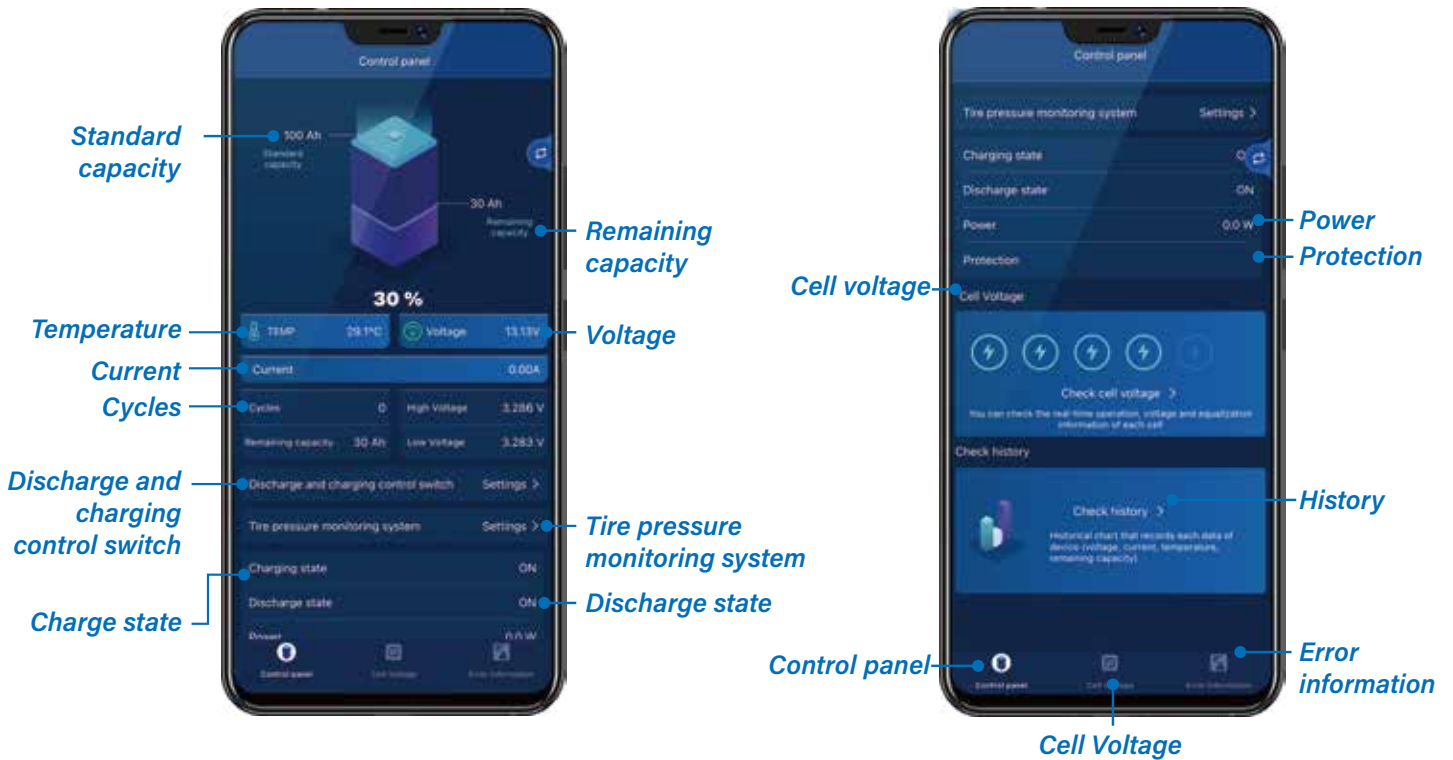 Control panel
100 Ah
Standard
capacity
30 Ah
Remaining
capacity
30 %
TEMP 29.1°C
Voltage 13.13V
Current 0.00A
Cycles 0
High Voltage 3.286 V
Remaining capacity 30 Ah
Low Voltage 3.283 V
Discharge and charging control switch Settings >
Tire pressure monitoring system Settings >
Charging state ON
Discharge state ON
Power 0.0 W
Control panel
Cell Voltage
Error Information
Standard
capacity
Temperature
Current
Cycles
Discharge and
charging
control switch
Charge state
Remaining
capacity
Voltage
Tire pressure
monitoring system
Discharge state
Control panel
Tire pressure monitoring system Settings >
Charging state
Discharge state ON
Power 0.0 W
Protection
Cell Voltage
Check cell voltage >
You can check the real-time operation, voltage and equalization
information of each cell
Check history
Check history >
Historical chart that records each data of
device (voltage, current, temperature,
remaining capacity)
Control panel
Cell Voltage
Error Information
Cell voltage
Control panel
Power
Protection
History
Error
information
Cell Voltage